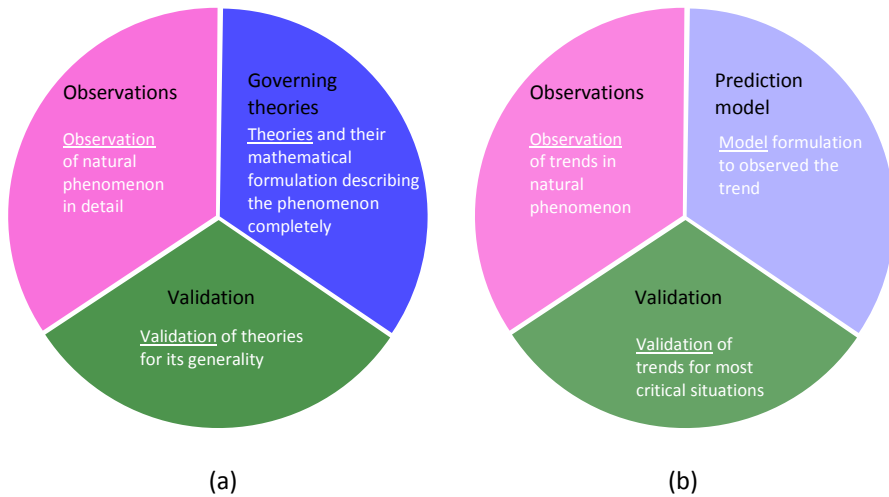 Observations
Observation
of natural
phenomenon
in detail
Governing
theories
Theories and their
mathematical
formulation describing
the phenomenon
completely
Validation
Validation of theories
for its generality
(a)
Observations
Observation
of trends in
natural
phenomenon
Prediction
model
Model formulation
to observed the
trend
Validation
Validation of
trends for most
critical situations
(b)